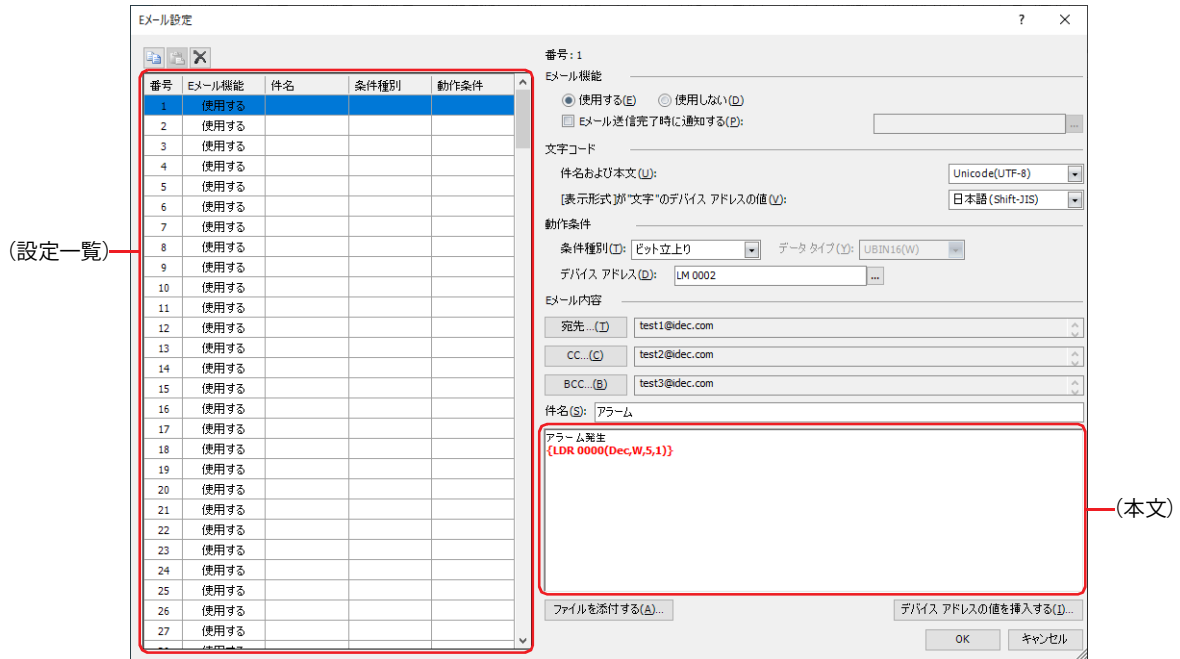 Eメール設定
?
番号 Eメール機能 件名 条件種別 動作条件
1 使用する
2 使用する
3 使用する
4 使用する
5 使用する
6 使用する
7 使用する
8 使用する
9 使用する
10 使用する
11 使用する
12 使用する
13 使用する
14 使用する
15 使用する
16 使用する
17 使用する
18 使用する
19 使用する
20 使用する
21 使用する
22 使用する
23 使用する
24 使用する
25 使用する
26 使用する
27 使用する
(設定一覧)
番号: 1
Eメール機能
使用する(E) 使用しない(D)
Eメール送信完了時に通知する(P): ...
文字コード
件名および本文(U): Unicode(UTF-8)
[表示形式]が"文字"のデバイス アドレスの値(V): 日本語 (Shift-JIS)
動作条件
条件種別(T): ビット立上り データ タイプ(Y): UBIN16(W)
デバイス アドレス(D): LM 0002 ...
Eメール内容
宛先...(T) test1@idec.com
CC...(C) test2@idec.com
BCC...(B) test3@idec.com
件名(S): アラーム
アラーム発生
{LDR 0000(Dec,W,5,1)}
(本文)
ファイルを添付する(A)... デバイス アドレスの値を挿入する(I)...
OK キャンセル